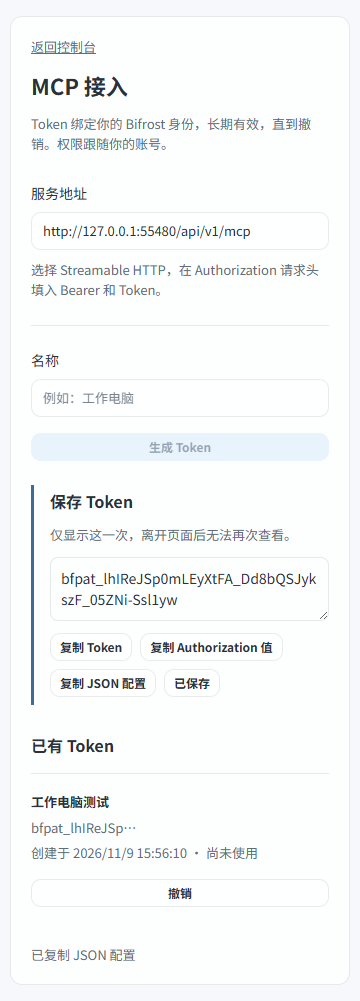 返回控制台
MCP 接入
Token 绑定你的 Bifrost 身份，长期有效，直到撤
销。权限跟随你的账号。
服务地址
http://127.0.0.1:55480/api/v1/mcp
选择 Streamable HTTP，在 Authorization 请求头
填入 Bearer 和 Token。
名称
例如：工作电脑
生成 Token
保存 Token
仅显示这一次，离开页面后无法再次查看。
bfpat_lhIReJSp0mLEyXtFA_Dd8bQSJyk
szF_05ZNi-Ssl1yw
复制 Token
复制 Authorization 值
复制 JSON 配置
已保存
已有 Token
工作电脑测试
bfpat_lhIReJSp…
创建于 2026/11/9 15:56:10 · 尚未使用
撤销
已复制 JSON 配置